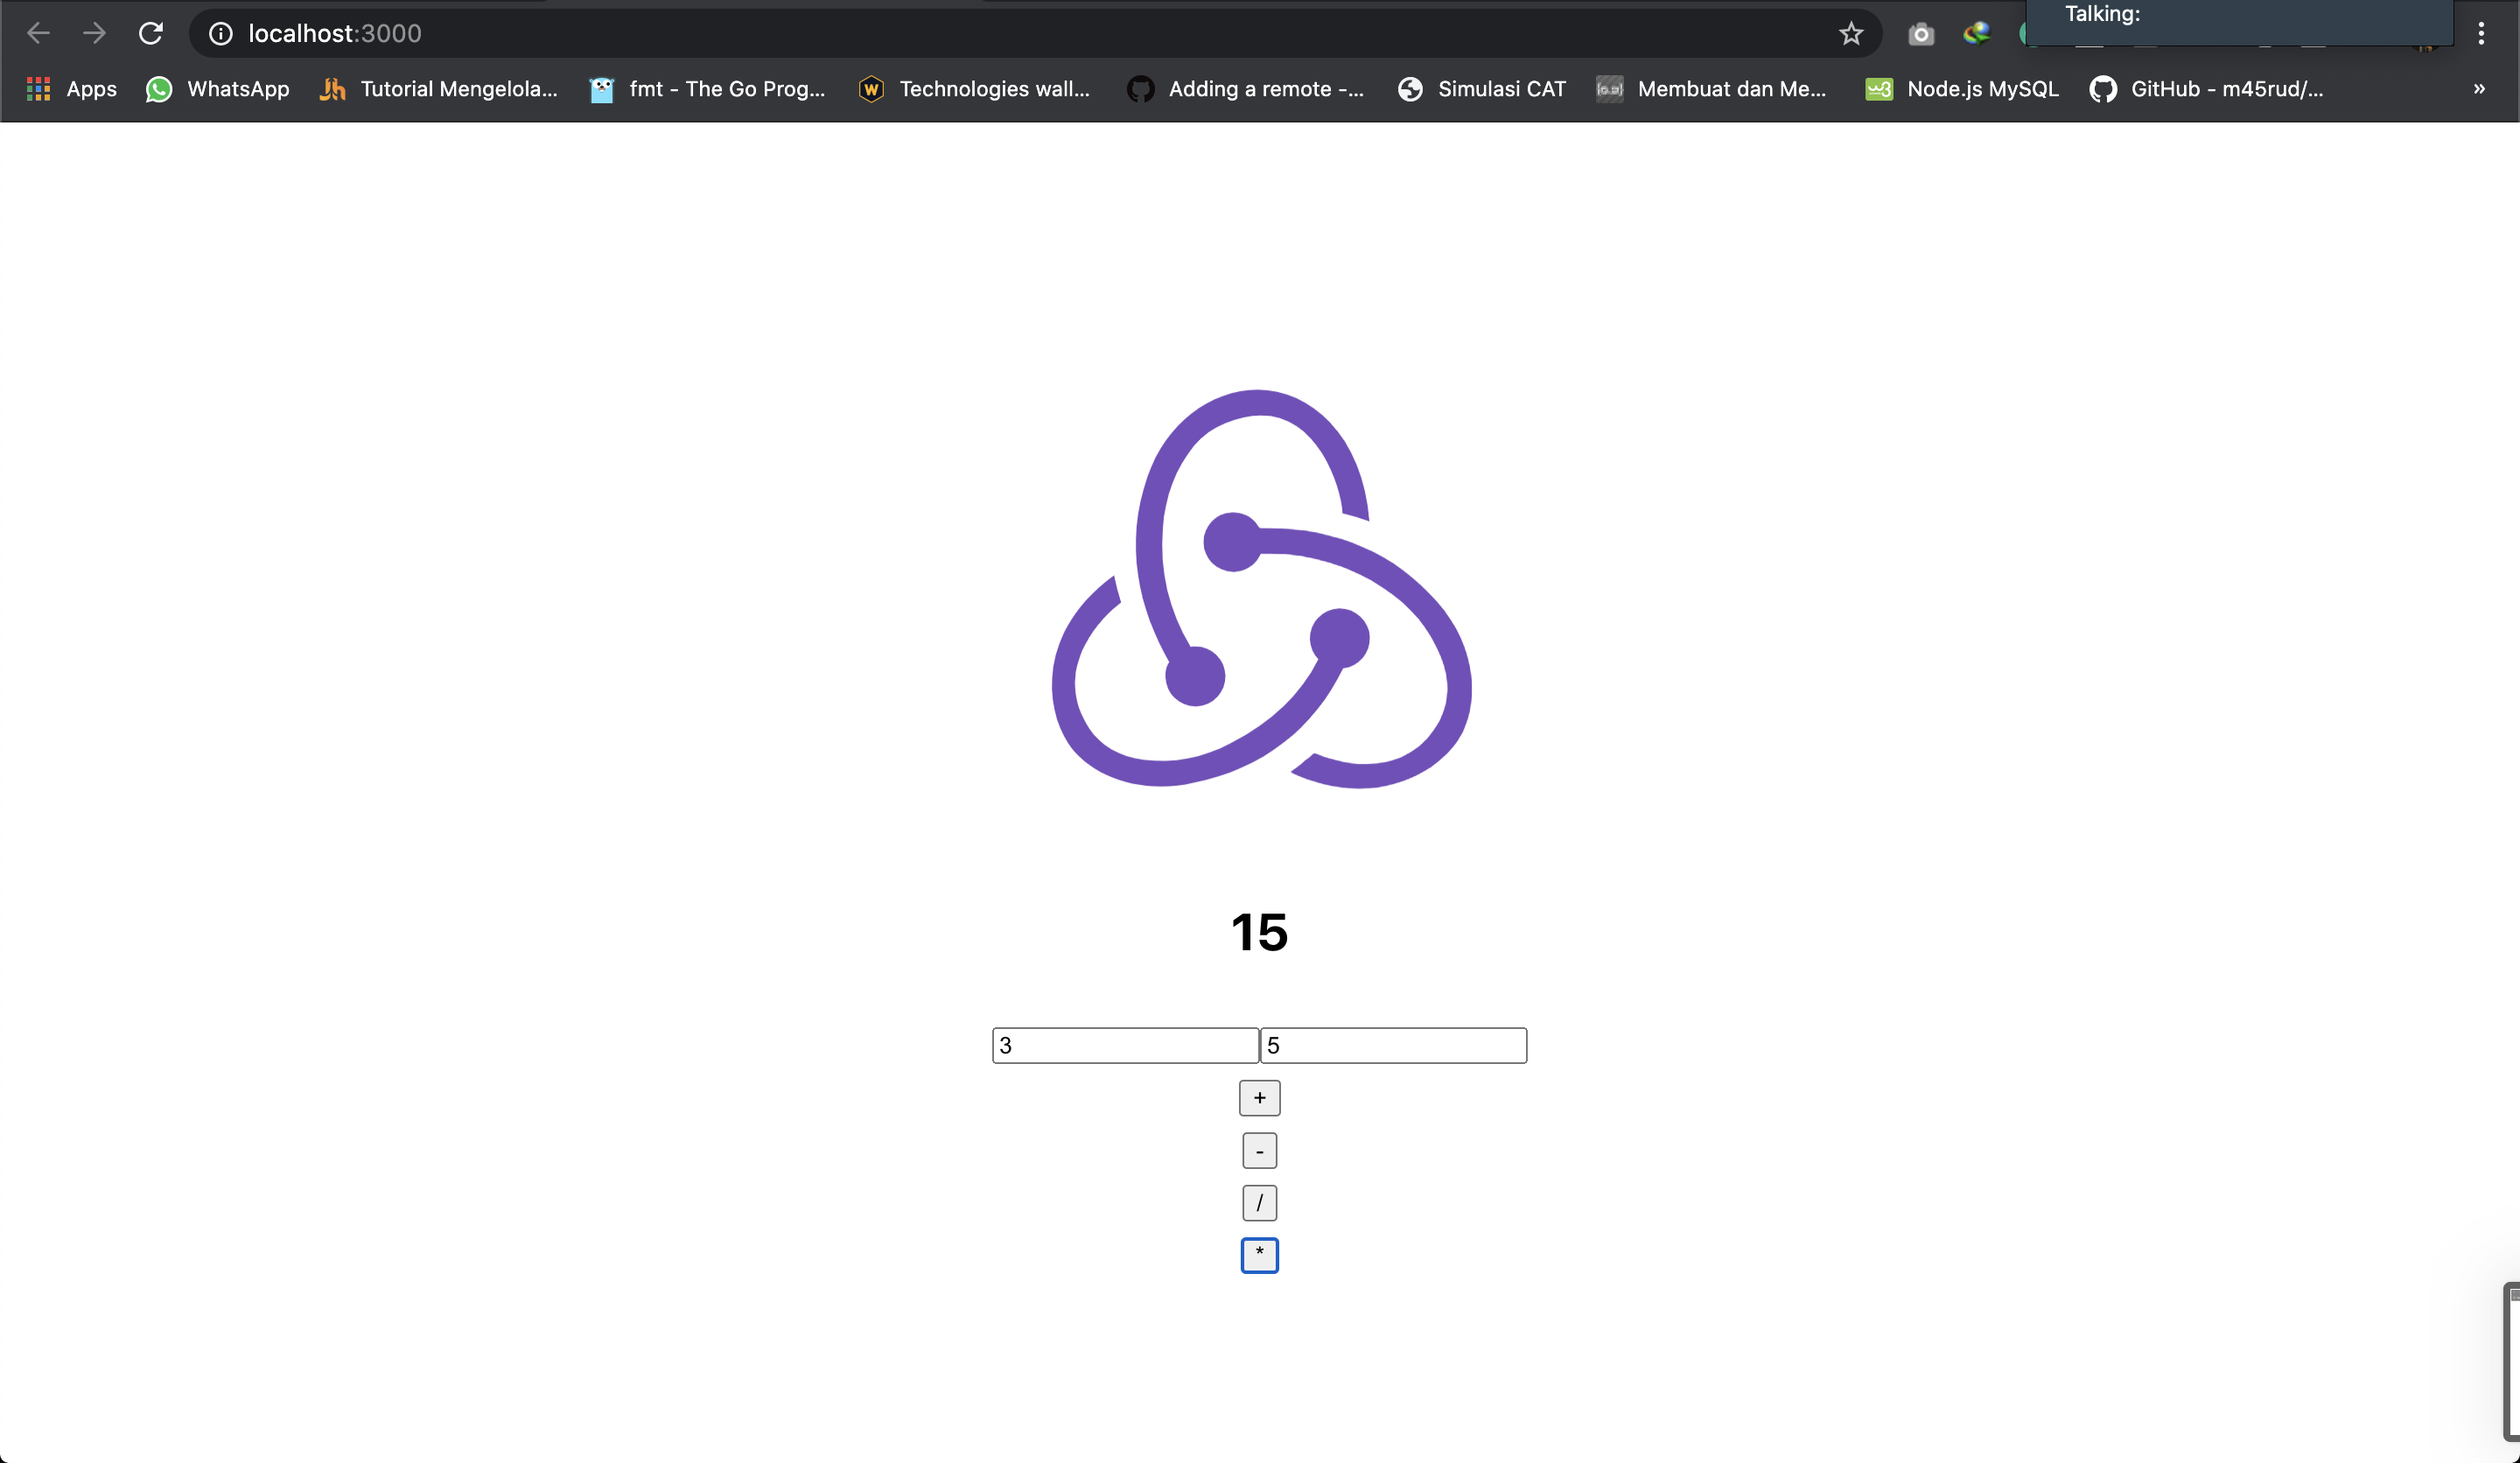 Talking:
localhost:3000
Apps WhatsApp Tutorial Mengelola... fmt - The Go Prog... Technologies wall... Adding a remote -... Simulasi CAT Membuat dan Me... Node.js MySQL GitHub - m45rud/... »
15
3 5
+
-
/
*